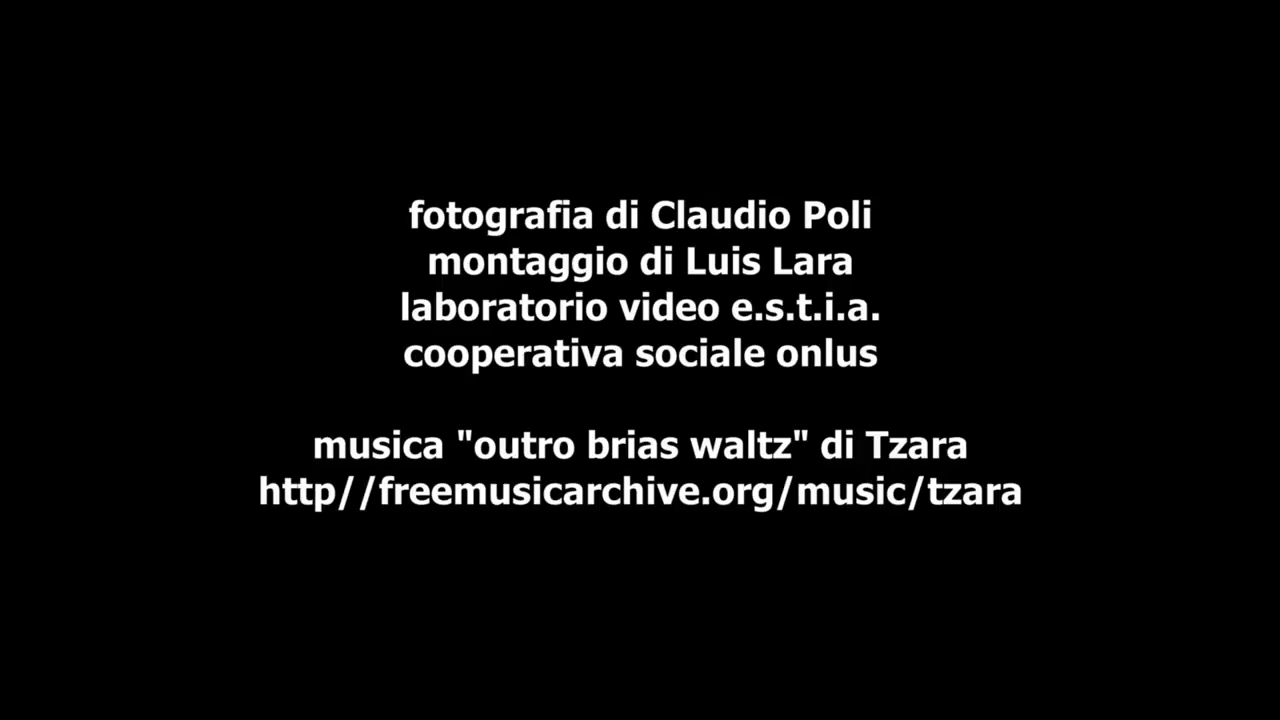 fotografia di Claudio Poli
montaggio di Luis Lara
laboratorio video e.s.t.i.a.
cooperativa sociale onlus
musica "outro brias waltz" di Tzara
http//freemusicarchive.org/music/tzara